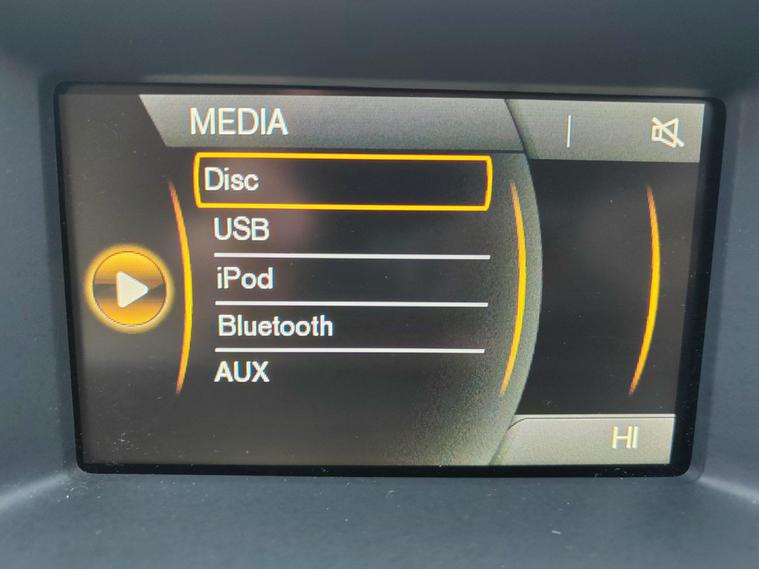 MEDIA
Disc
USB
iPod
Bluetooth
AUX
HI